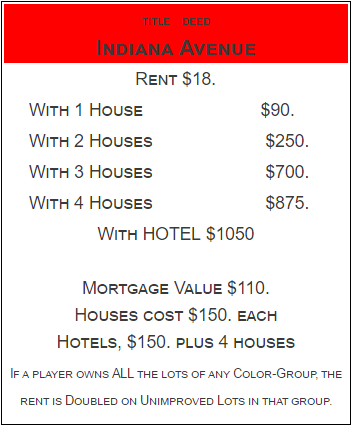 TITLE DEED
INDIANA AVENUE
RENT $18.
WITH 1 HOUSE $90.
WITH 2 HOUSES $250.
WITH 3 HOUSES $700.
WITH 4 HOUSES $875.
WITH HOTEL $1050
MORTGAGE VALUE $110.
HOUSES COST $150. EACH
HOTELS, $150. PLUS 4 HOUSES
IF A PLAYER OWNS ALL THE LOTS OF ANY COLOR-GROUP, THE
RENT IS DOUBLED ON UNIMPROVED LOTS IN THAT GROUP.